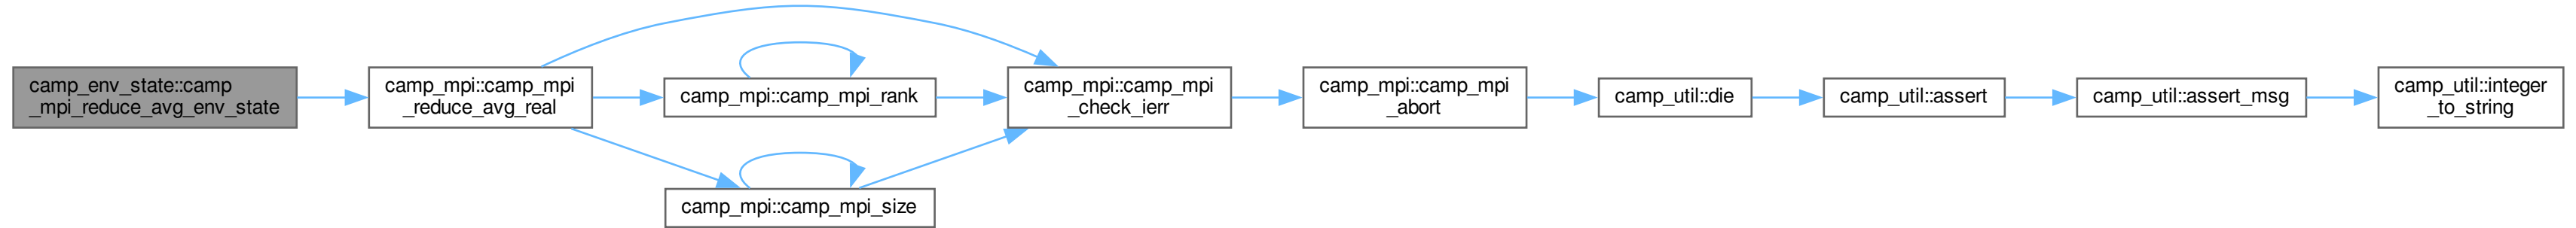 camp_env_state::camp
_mpi_reduce_avg_env_state
camp_mpi::camp_mpi
_reduce_avg_real
camp_mpi::camp_mpi_rank
camp_mpi::camp_mpi_size
camp_mpi::camp_mpi
_check_ierr
camp_mpi::camp_mpi
_abort
camp_util::die
camp_util::assert
camp_util::assert_msg
camp_util::integer
_to_string